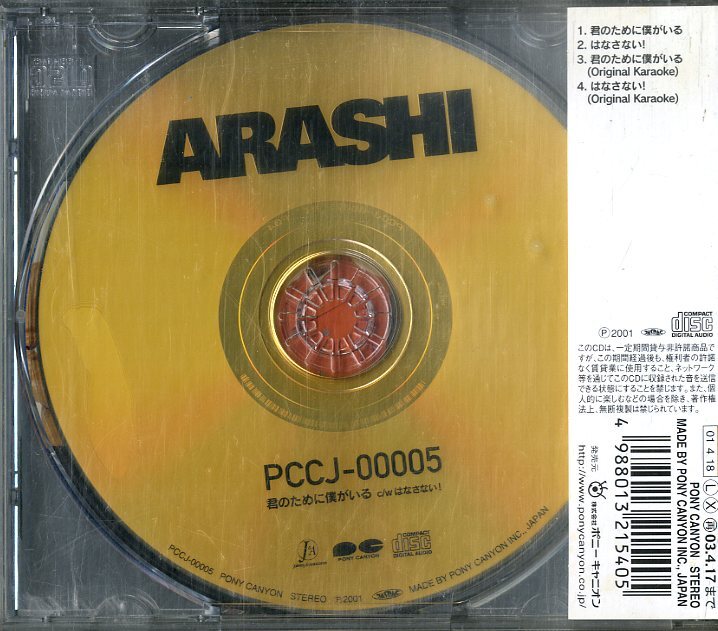 ARASHI
PCCJ-00005
君のために僕がいる c/w はなさない!
J&A
PONY CANYON
COMPACT
disc
DIGITAL AUDIO
PCCJ-00005 PONY CANYON Ⓟ2001 MADE BY PONY CANYON INC., JAPAN
1. 君のために僕がいる
2. はなさない!
3. 君のために僕がいる
(Original Karaoke)
4. はなさない!
(Original Karaoke)
Ⓟ2001
COMPACT
disc
DIGITAL AUDIO
このCDは、一定期間貸与非許諾商品で
すが、この期間経過後も、権利者の許諾
なく賃貸業に使用すること、ネットワーク
等を通じてこのCDに収録された音を送信
できる状態にすることを禁じます。また、個
人的に楽しむなどの場合を除き、著作権
法上、無断複製は禁じられています。
01 4 18 Ⓛ Ⓧ 再 03.4.17まで
PONY CANYON STEREO
MADE BY PONY CANYON INC., JAPAN
4 988013 215405
発売元 株式会社ポニーキャニオン
http://www.ponycanyon.co.jp/